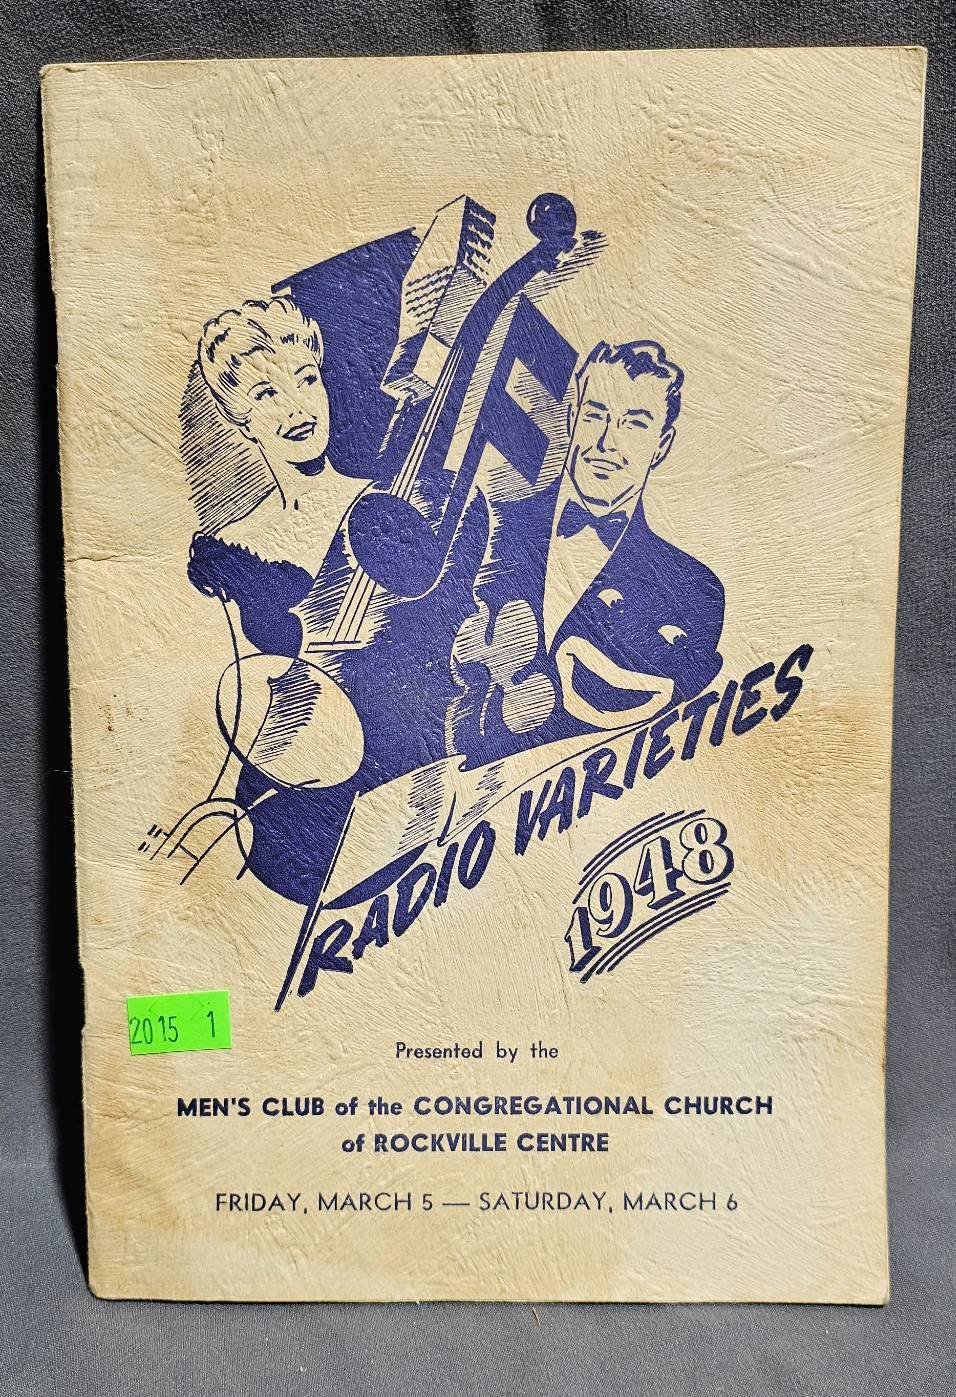 RADIO VARIETIES
1948
2015 1
Presented by the
MEN'S CLUB of the CONGREGATIONAL CHURCH
of ROCKVILLE CENTRE
FRIDAY, MARCH 5 — SATURDAY, MARCH 6